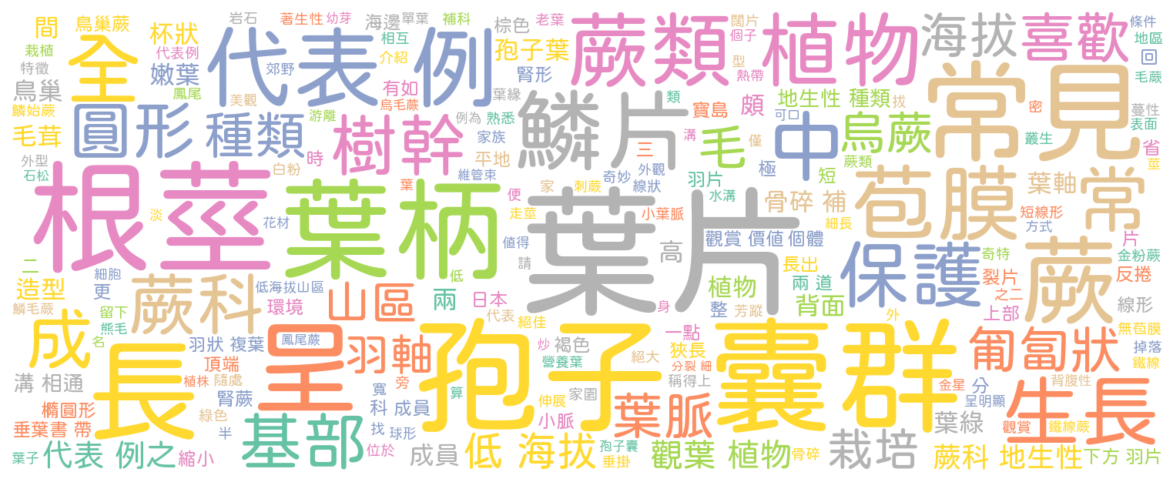 岩石
著生性 幼芽
海邊 單葉 補科
棕色
老葉
闊片
條件
間
鳥巢蕨
杯狀
代表 例
蕨類 植物
海拔 喜歡
地區
栽植
全
代表例
相互
孢子葉
個子
回
特徵
嫩葉
郊野
介紹
腎形
型
熱帶
毛蕨
鳥巢
鳳尾
有如
葉緣
類
寶島
頗
地生性 種類
拔
常見
蔓性
鱗始蕨
美觀
游離
烏毛蕨
鱗片
溝
可口
密
表面
毛茸
圓形 種類
樹幹
例為 熟悉
毛
僅
中
烏蕨
叢生
省
外型
家族
三
外觀
蕨類
莖
石松
白粉
時
平地
維管束
奇妙
極
短
根莖
葉柄
葉
便
家
刺蕨
線狀
羽片
水溝
骨碎 補
苞膜
葉軸
常
短線形
淡
花材
走莖
小葉脈
細長
方式
葉片
值得
觀賞 價值 個體
奇特
片
二
細胞
低
請
高
長出
保護
蕨
金粉蕨
造型
更
蕨科
低海拔山區
山區
兩
日本
植物
兩 道
裂片
反捲
鱗毛蕨
留下
環境
代表
身
整
芳蹤
背面
之二
上部
線形
熊毛
絕佳
外
成
名
羽狀 複葉
鳳尾蕨
呈
羽軸
炒
褐色
一點
孢子囊群
匍匐狀
無苞膜
長
頂端
營養葉
絕大
狹長
分裂 細
掉落
鐵線
溝 相通
植株
隨處
寬
旁
算
家園
稱得上
金星
分
背腹性
呈明顯
橢圓形
腎蕨
科 成員
伸展
葉脈
生長
垂葉書 帶
綠色
基部
找
球形
小脈
葉綠
觀賞
鐵線蕨
半
位於
孢子囊
葉子
代表 例之
縮小
成員
低 海拔
垂掛
觀葉 植物
骨碎
栽培
蕨科 地生性
下方 羽片